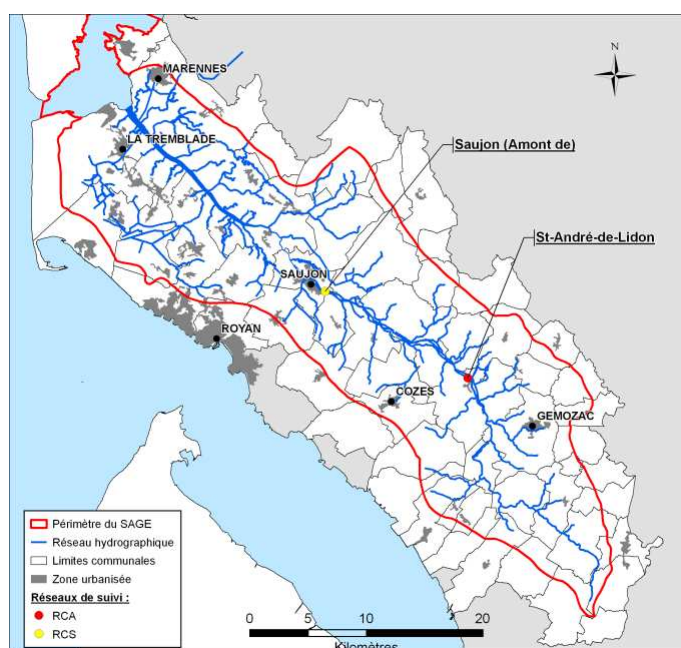 N
MARENNES
LA TREMBLADE
Saujon (Amont de)
St-André-de-Lidon
SAUJON
ROYAN
COZES
GEMOZAC
Périmètre du SAGE
Réseau hydrographique
Limites communales
Zone urbanisée
Réseaux de suivi :
RCA
RCS
0 5 10 20
Kilomètres